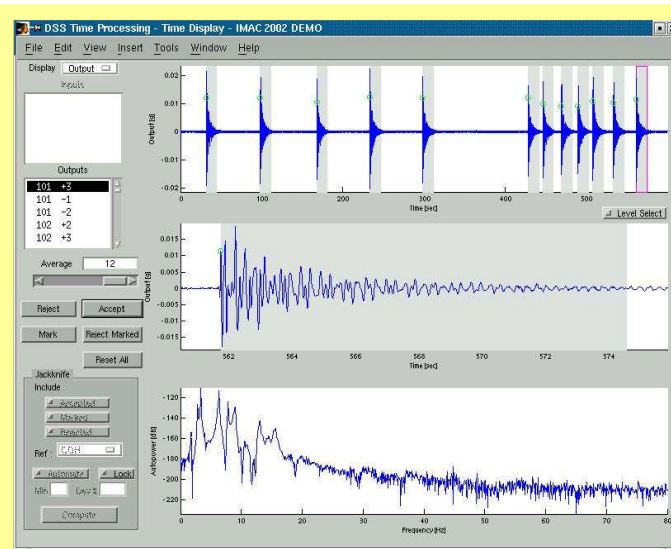 DSS Time Processing - Time Display - IMAC 2002 DEMO
File Edit View Insert Tools Window Help
Display Output
Inputs
Outputs
101 +3
101 -1
101 -2
102 +2
102 +3
Average 12
Reject Accept
Mark Reject Marked
Reset All
Jackknife
Include
Accepted
Marked
Rejected
Ref : COH
Automute Lock
Min
Compute
0.02
0.01
0
-0.01
-0.02
Output [g]
0 100 200 300 400 500
Time [sec]
Level Select
0.015
0.01
0.005
0
-0.005
-0.01
-0.015
Output [g]
562 564 566 568 570 572 574
Time [sec]
-120
-140
-160
-180
-200
-220
Autopower [dB]
0 10 20 30 40 50 60 70 80
Frequency [Hz]